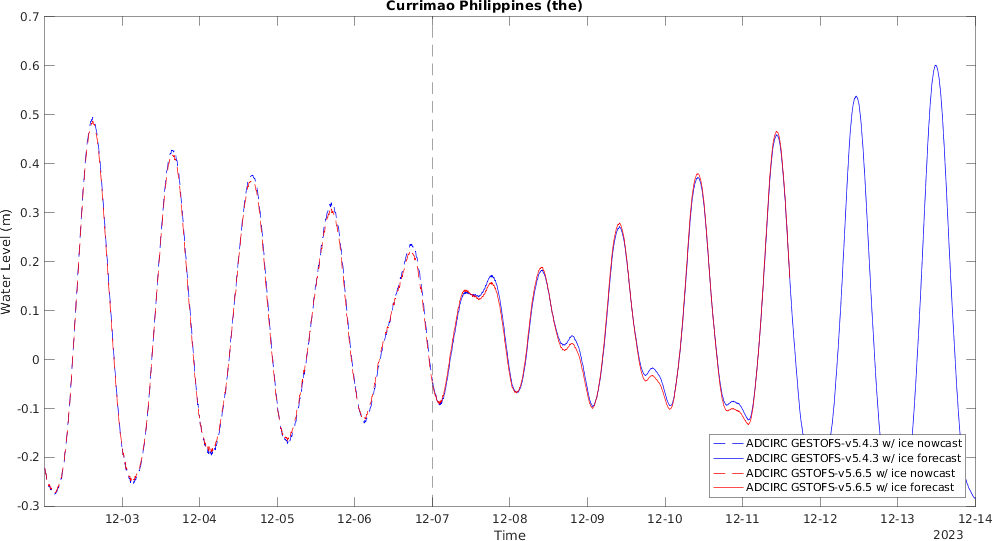 Currimao Philippines (the)
0.7
0.6
0.5
0.4
0.3
0.2
0.1
0
-0.1
-0.2
-0.3
Water Level (m)
ADCIRC GESTOFS-v5.4.3 w/ ice nowcast
ADCIRC GESTOFS-v5.4.3 w/ ice forecast
ADCIRC GSTOFS-v5.6.5 w/ ice nowcast
ADCIRC GSTOFS-v5.6.5 w/ ice forecast
12-03 12-04 12-05 12-06 12-07 12-08 12-09 12-10 12-11 12-12 12-13 12-14
Time
2023